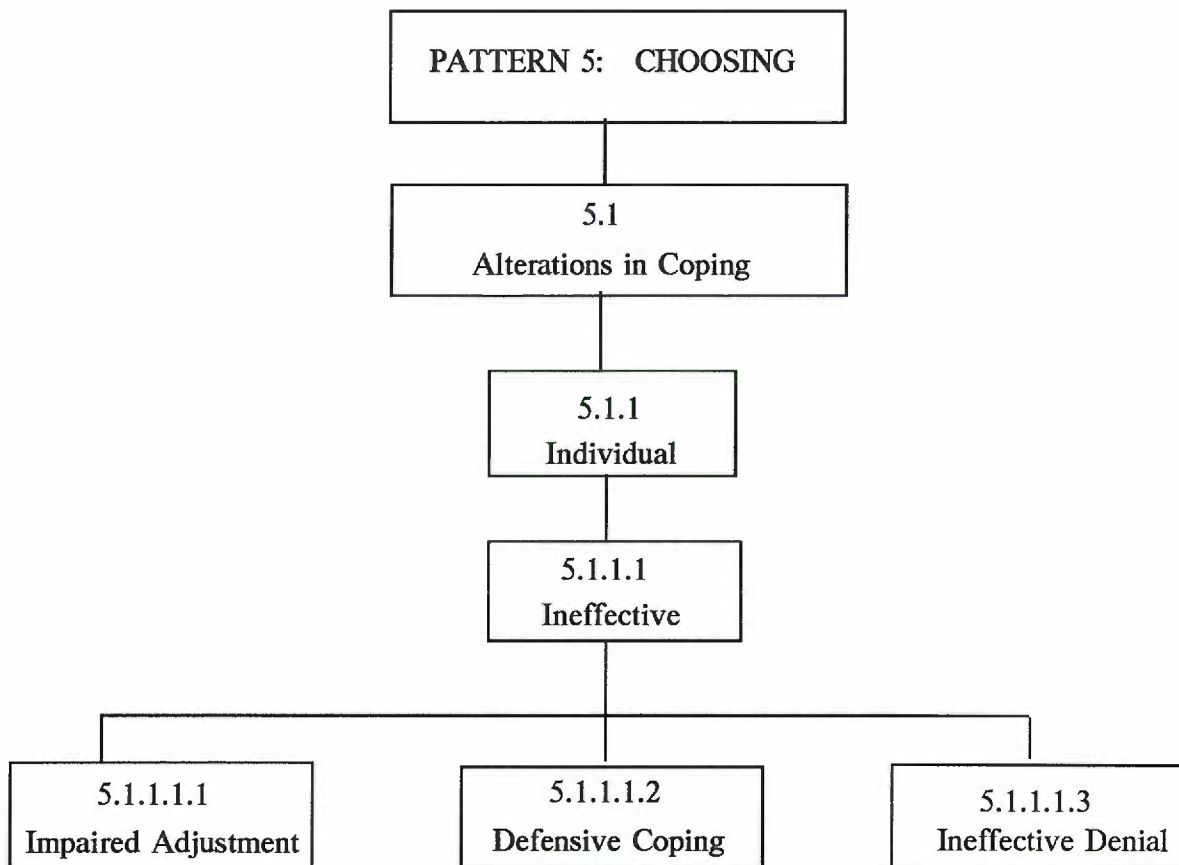 PATTERN 5: CHOOSING
5.1
Alterations in Coping
5.1.1
Individual
5.1.1.1
Ineffective
5.1.1.1.1
Impaired Adjustment
5.1.1.1.2
Defensive Coping
5.1.1.1.3
Ineffective Denial